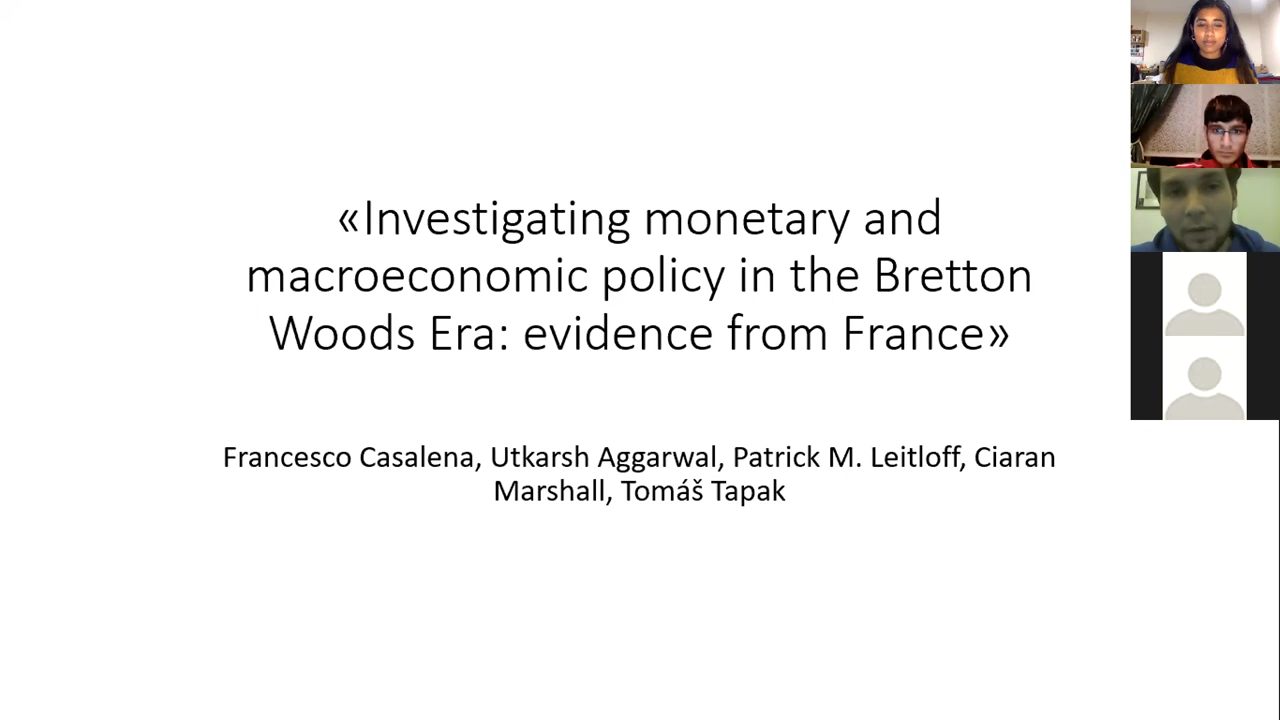 «Investigating monetary and
macroeconomic policy in the Bretton
Woods Era: evidence from France»
Francesco Casalena, Utkarsh Aggarwal, Patrick M. Leitloff, Ciaran
Marshall, Tomáš Tapak